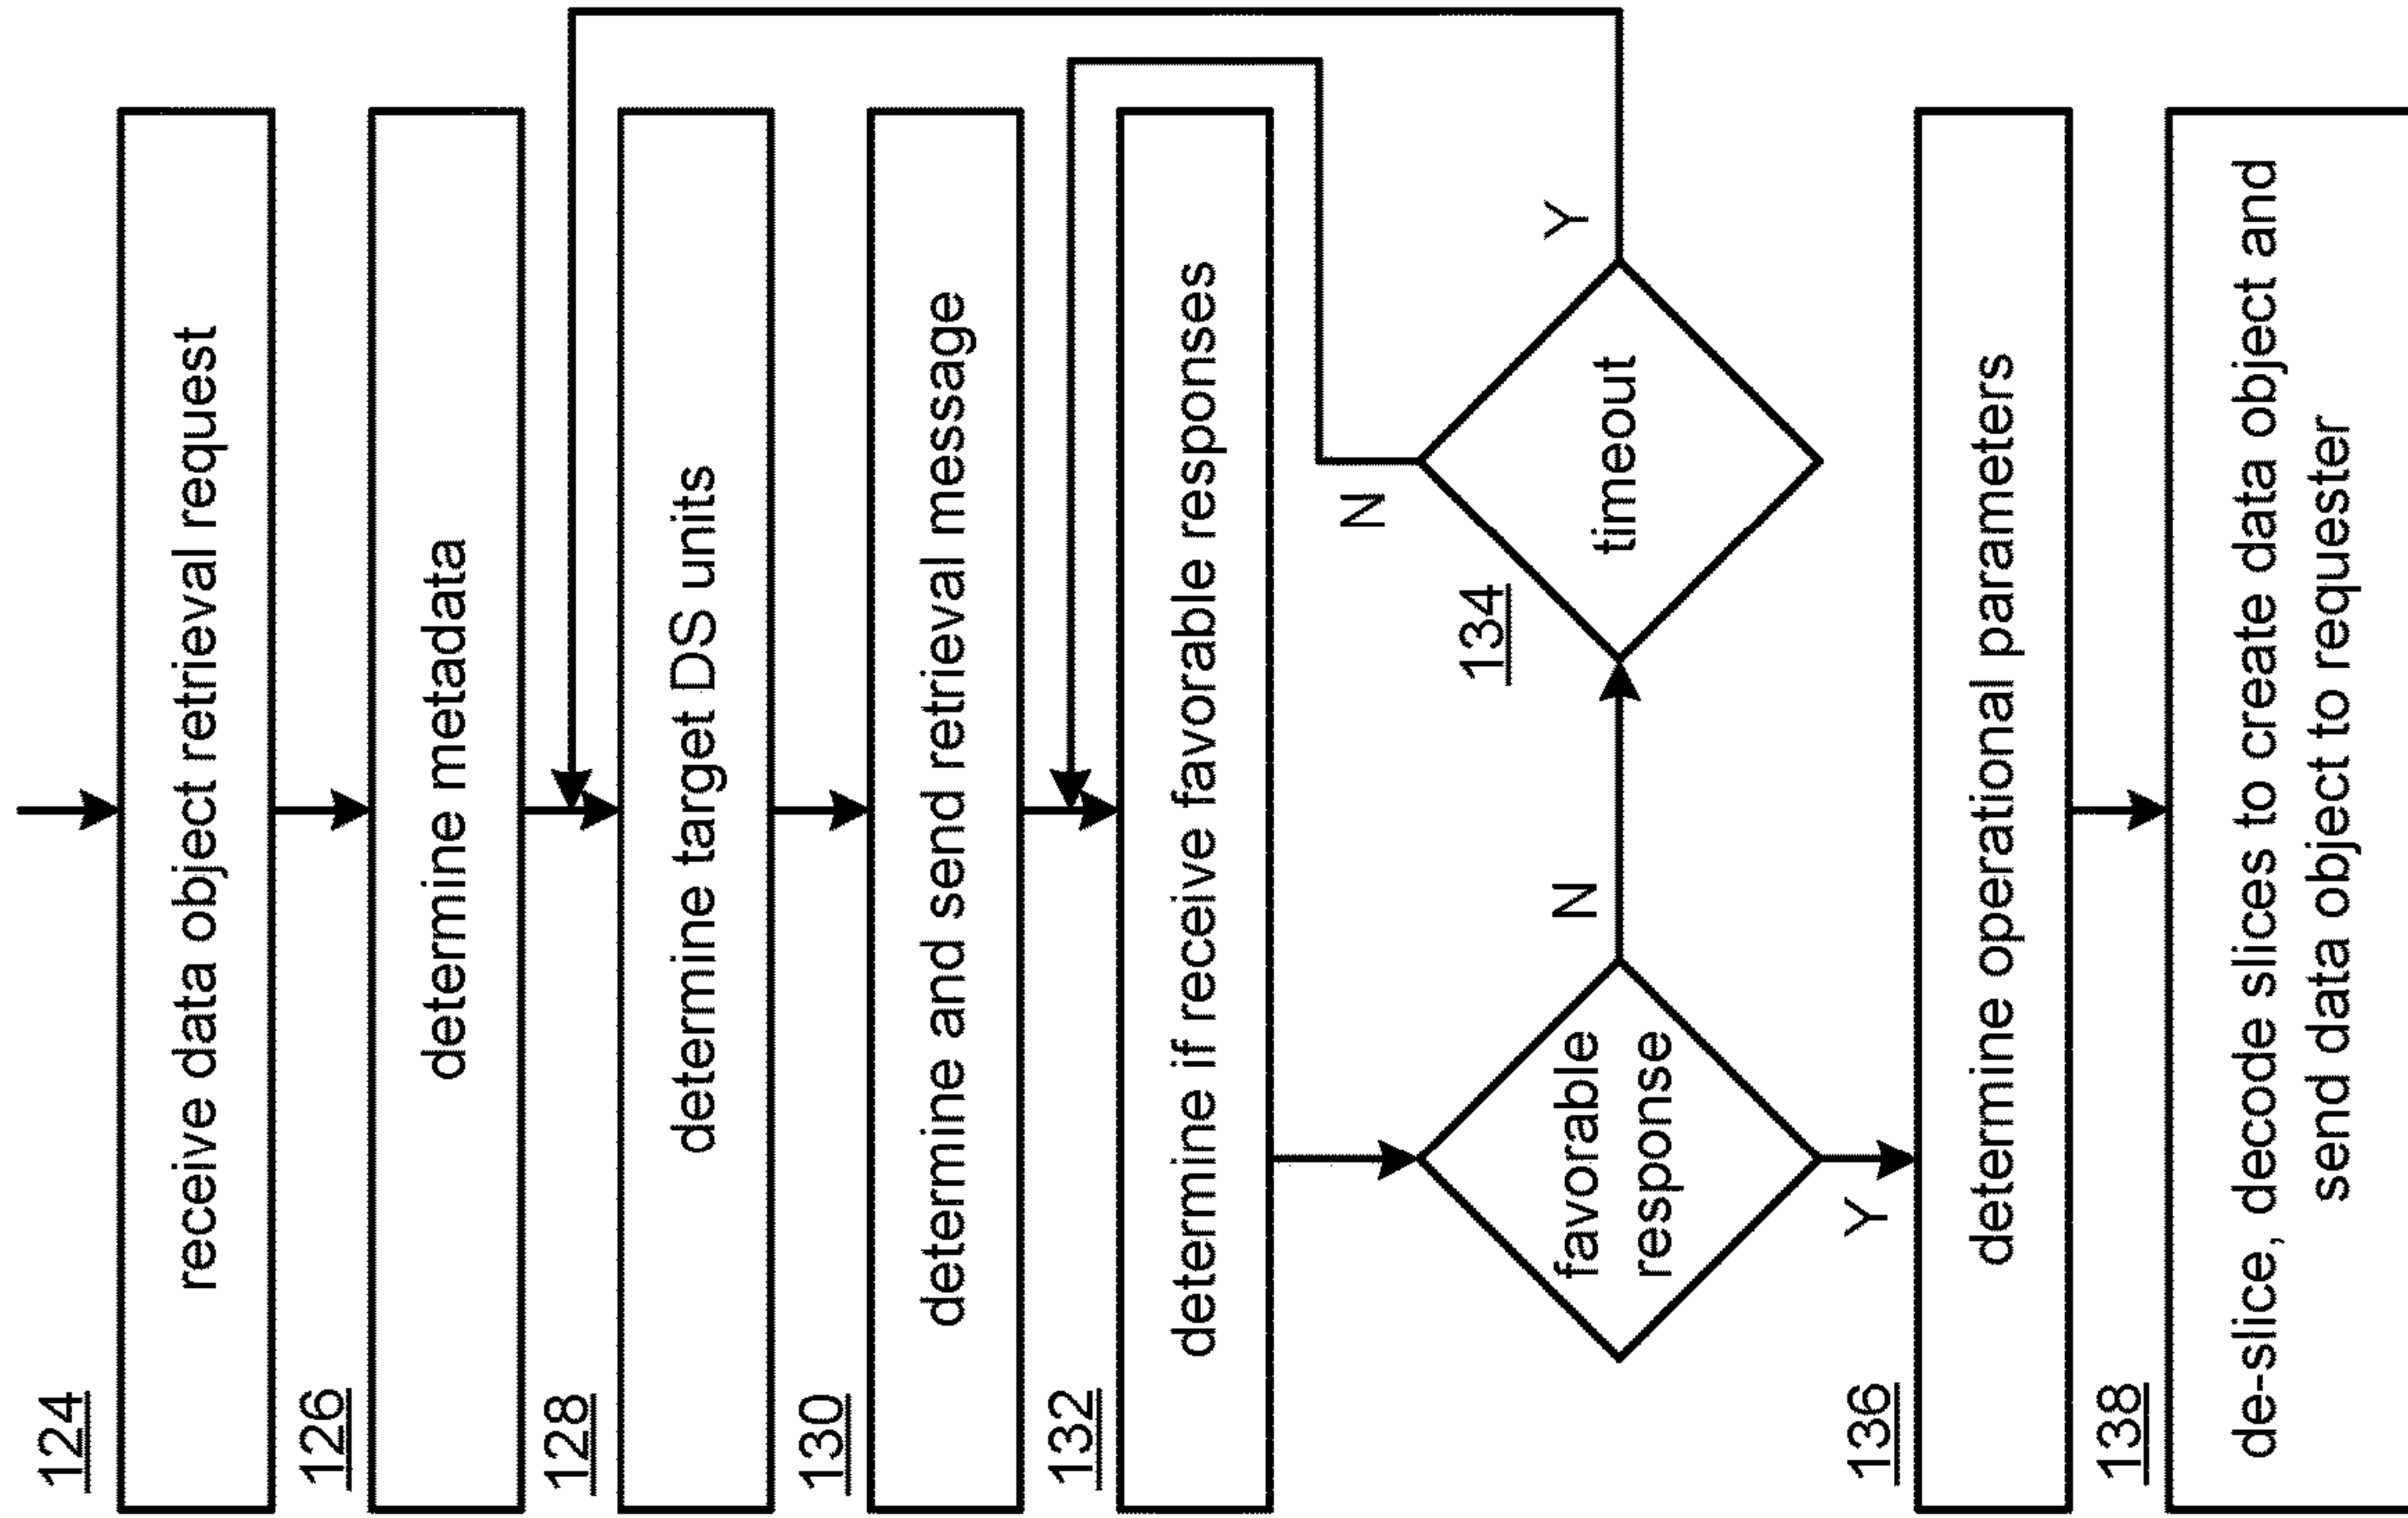 124
receive data object retrieval request
126
determine metadata
128
determine target DS units
130
determine and send retrieval message
132
determine if receive favorable responses
favorable
response
N
Y
134
timeout
N
Y
136
determine operational parameters
138
de-slice, decode slices to create data object and
send data object to requester